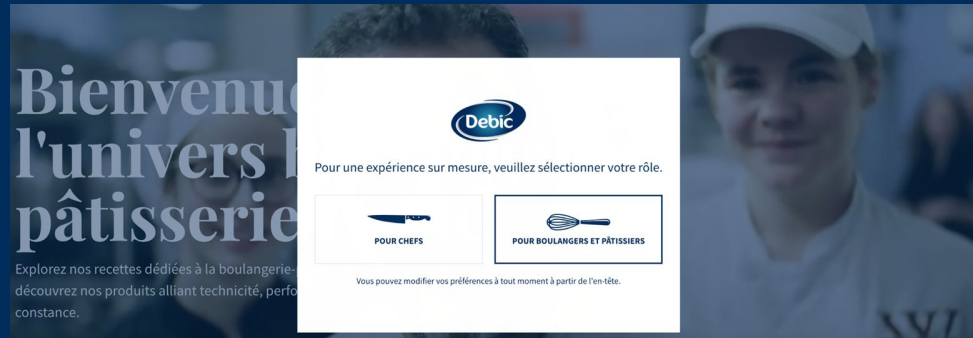 Bienvenu
l'univers
pâtisserie
Explorez nos recettes dédiées à la boulangerie-
découvrez nos produits alliant technicité, perfo
constance.
Debic
Pour une expérience sur mesure, veuillez sélectionner votre rôle.
POUR CHEFS
POUR BOULANGERS ET PÂTISSIERS
Vous pouvez modifier vos préférences à tout moment à partir de l'en-tête.